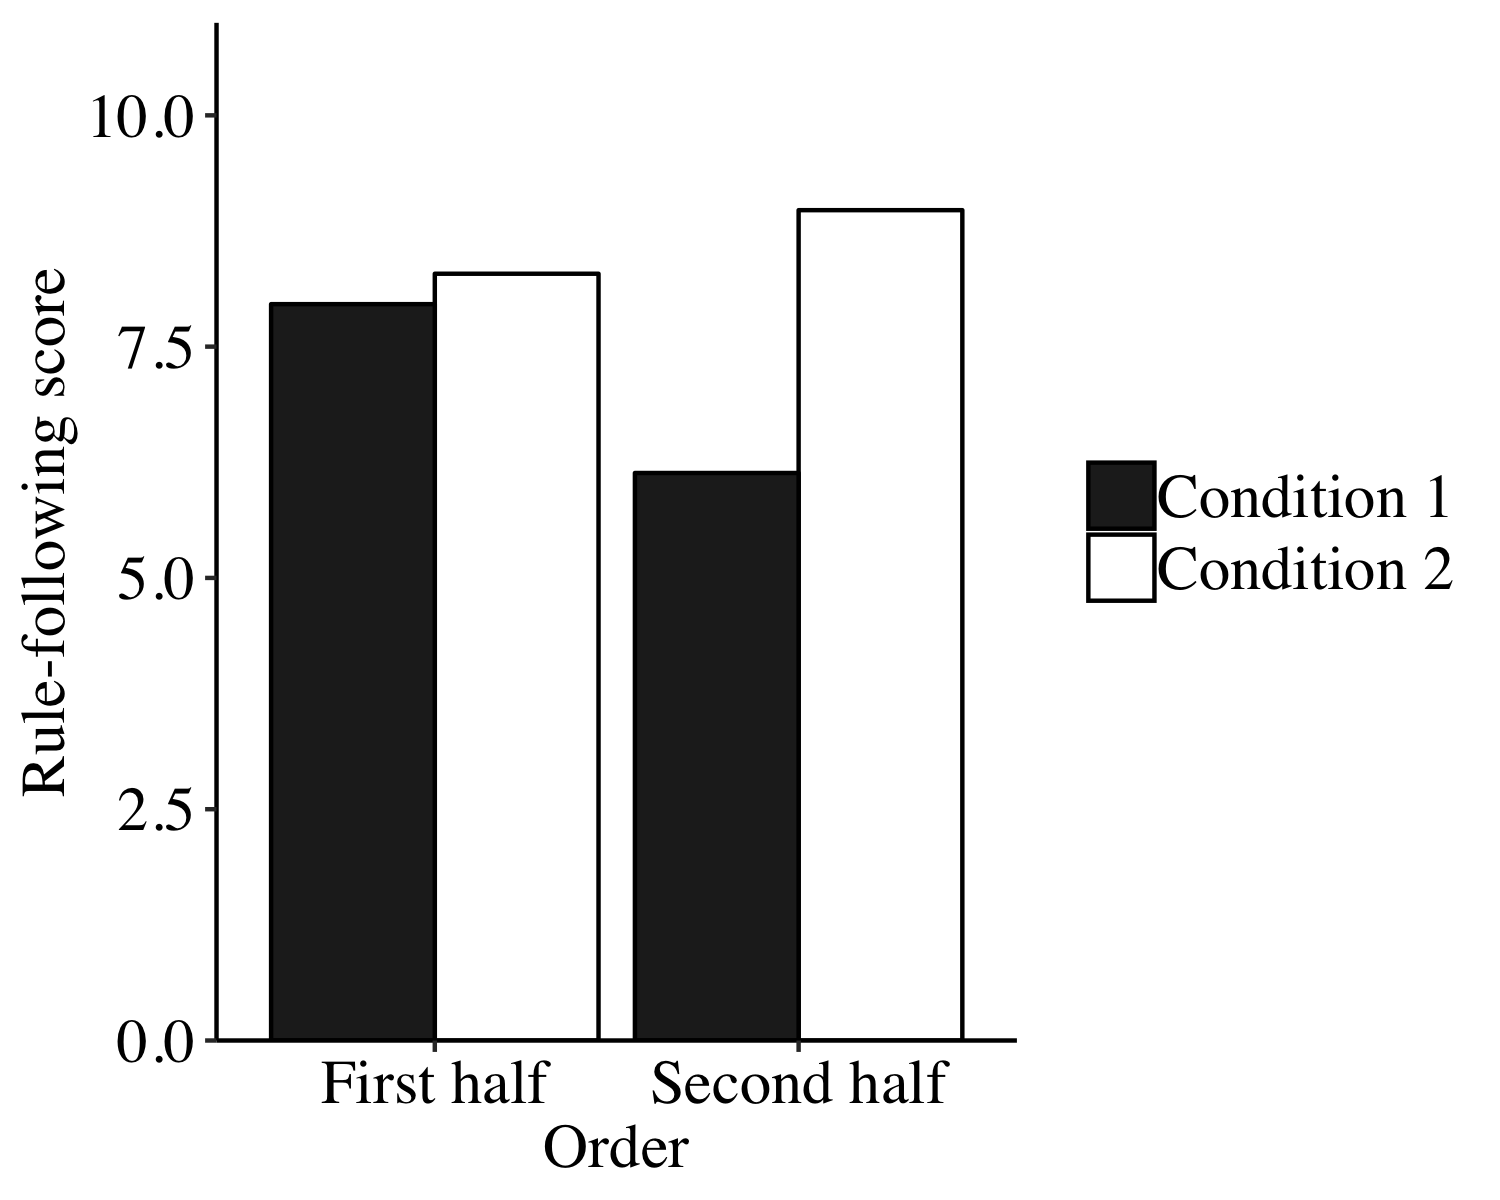 10.0
7.5
5.0
2.5
0.0
Rule-following score
First half
Second half
Order
Condition 1
Condition 2